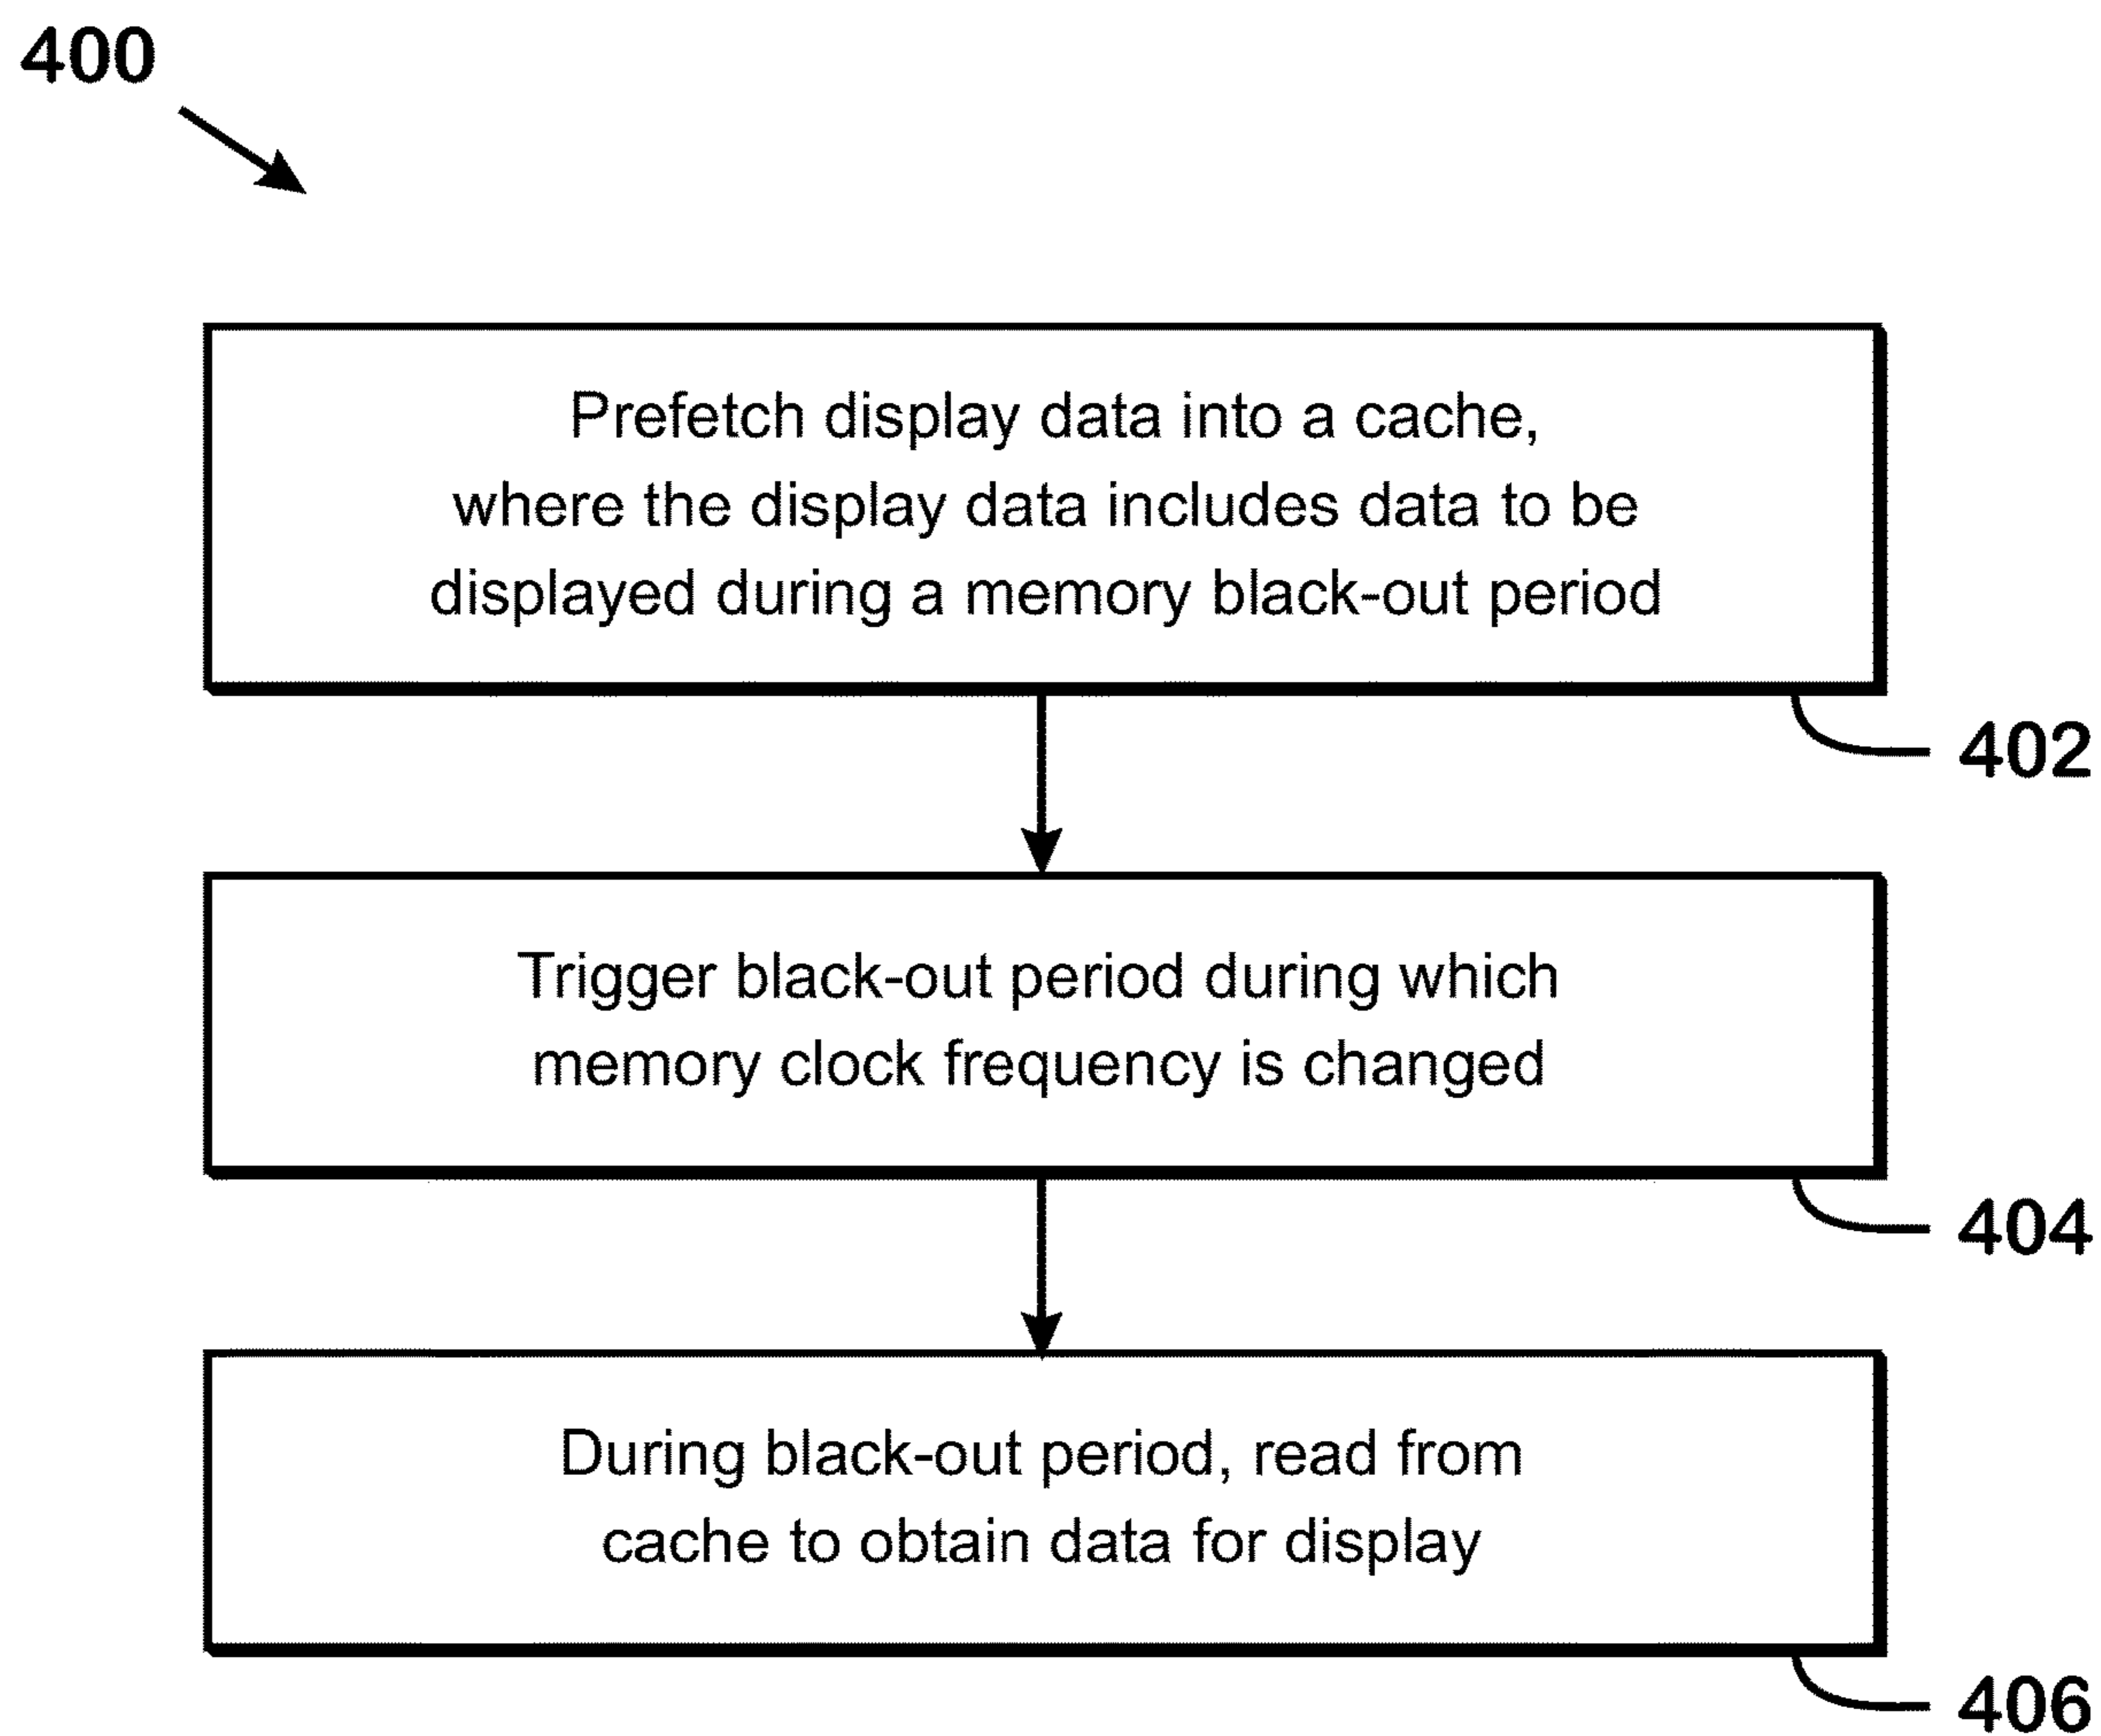 400
Prefetch display data into a cache,
where the display data includes data to be
displayed during a memory black-out period
402
Trigger black-out period during which
memory clock frequency is changed
404
During black-out period, read from
cache to obtain data for display
406